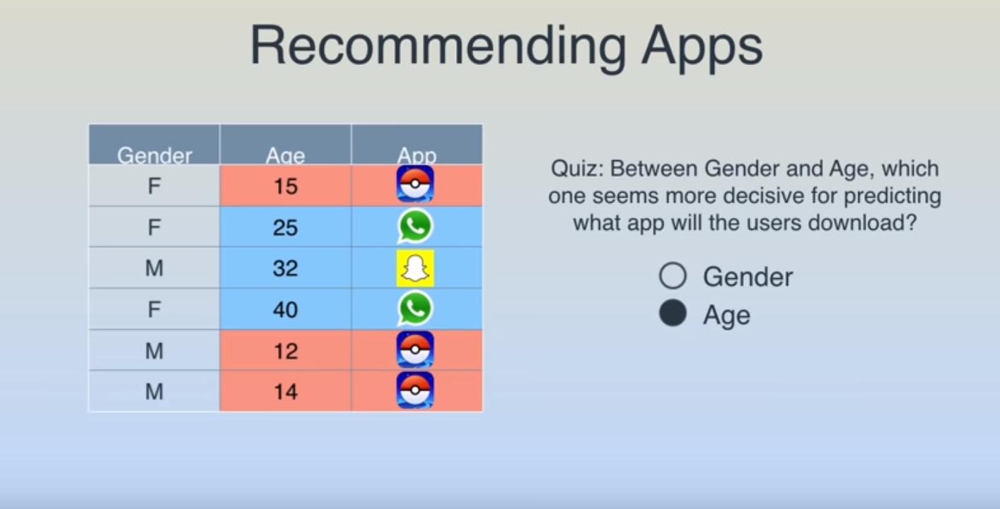 Recommending Apps
Gender Age App
F 15
F 25
M 32
F 40
M 12
M 14
Quiz: Between Gender and Age, which
one seems more decisive for predicting
what app will the users download?
Gender
Age